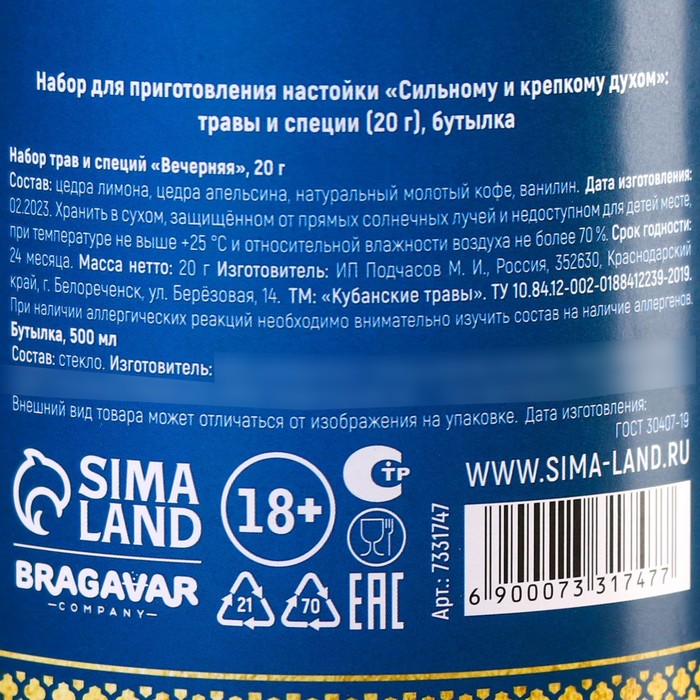 Набор для приготовления настойки «Сильному и крепкому духом»:
травы и специи (20 г), бутылка
Набор трав и специй «Вечерняя», 20 г
Состав: цедра лимона, цедра апельсина, натуральный молотый кофе, ванилин. Дата изготовления:
02.2023. Хранить в сухом, защищённом от прямых солнечных лучей и недоступном для детей месте,
при температуре не выше +25 °С и относительной влажности воздуха не более 70 %. Срок годности:
24 месяца. Масса нетто: 20 г Изготовитель: ИП Подчасов М. И., Россия, 352630, Краснодарский
край, г. Белореченск, ул. Берёзовая, 14. ТМ: «Кубанские травы». ТУ 10.84.12-002-0188412239-2019.
При наличии аллергических реакций необходимо внимательно изучить состав на наличие аллергенов.
Бутылка, 500 мл
Состав: стекло. Изготовитель:
Внешний вид товара может отличаться от изображения на упаковке. Дата изготовления:
ГОСТ 30407-19
SIMA
LAND
BRAGAVAR
COMPANY
18+
СТР
21
70
EAC
Арт.: 7331747
WWW.SIMA-LAND.RU
6 900073 317477